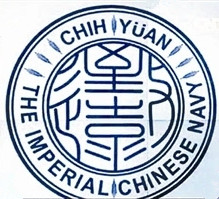 CHIH YüAN
THE IMPERIAL CHINESE NAVY